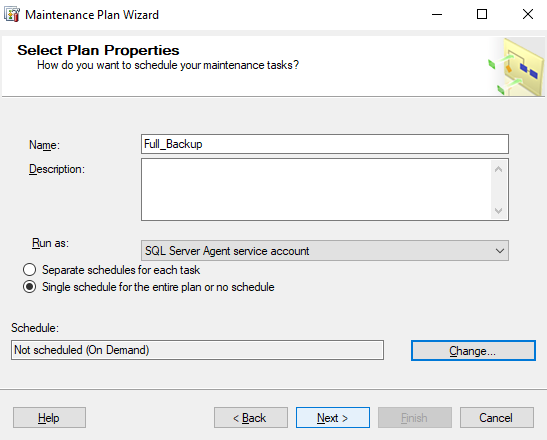 Maintenance Plan Wizard
Select Plan Properties
How do you want to schedule your maintenance tasks?
Name:
Full_Backup
Description:
Run as:
SQL Server Agent service account
Separate schedules for each task
Single schedule for the entire plan or no schedule
Schedule:
Not scheduled (On Demand)
Change...
Help
< Back
Next >
Finish
Cancel